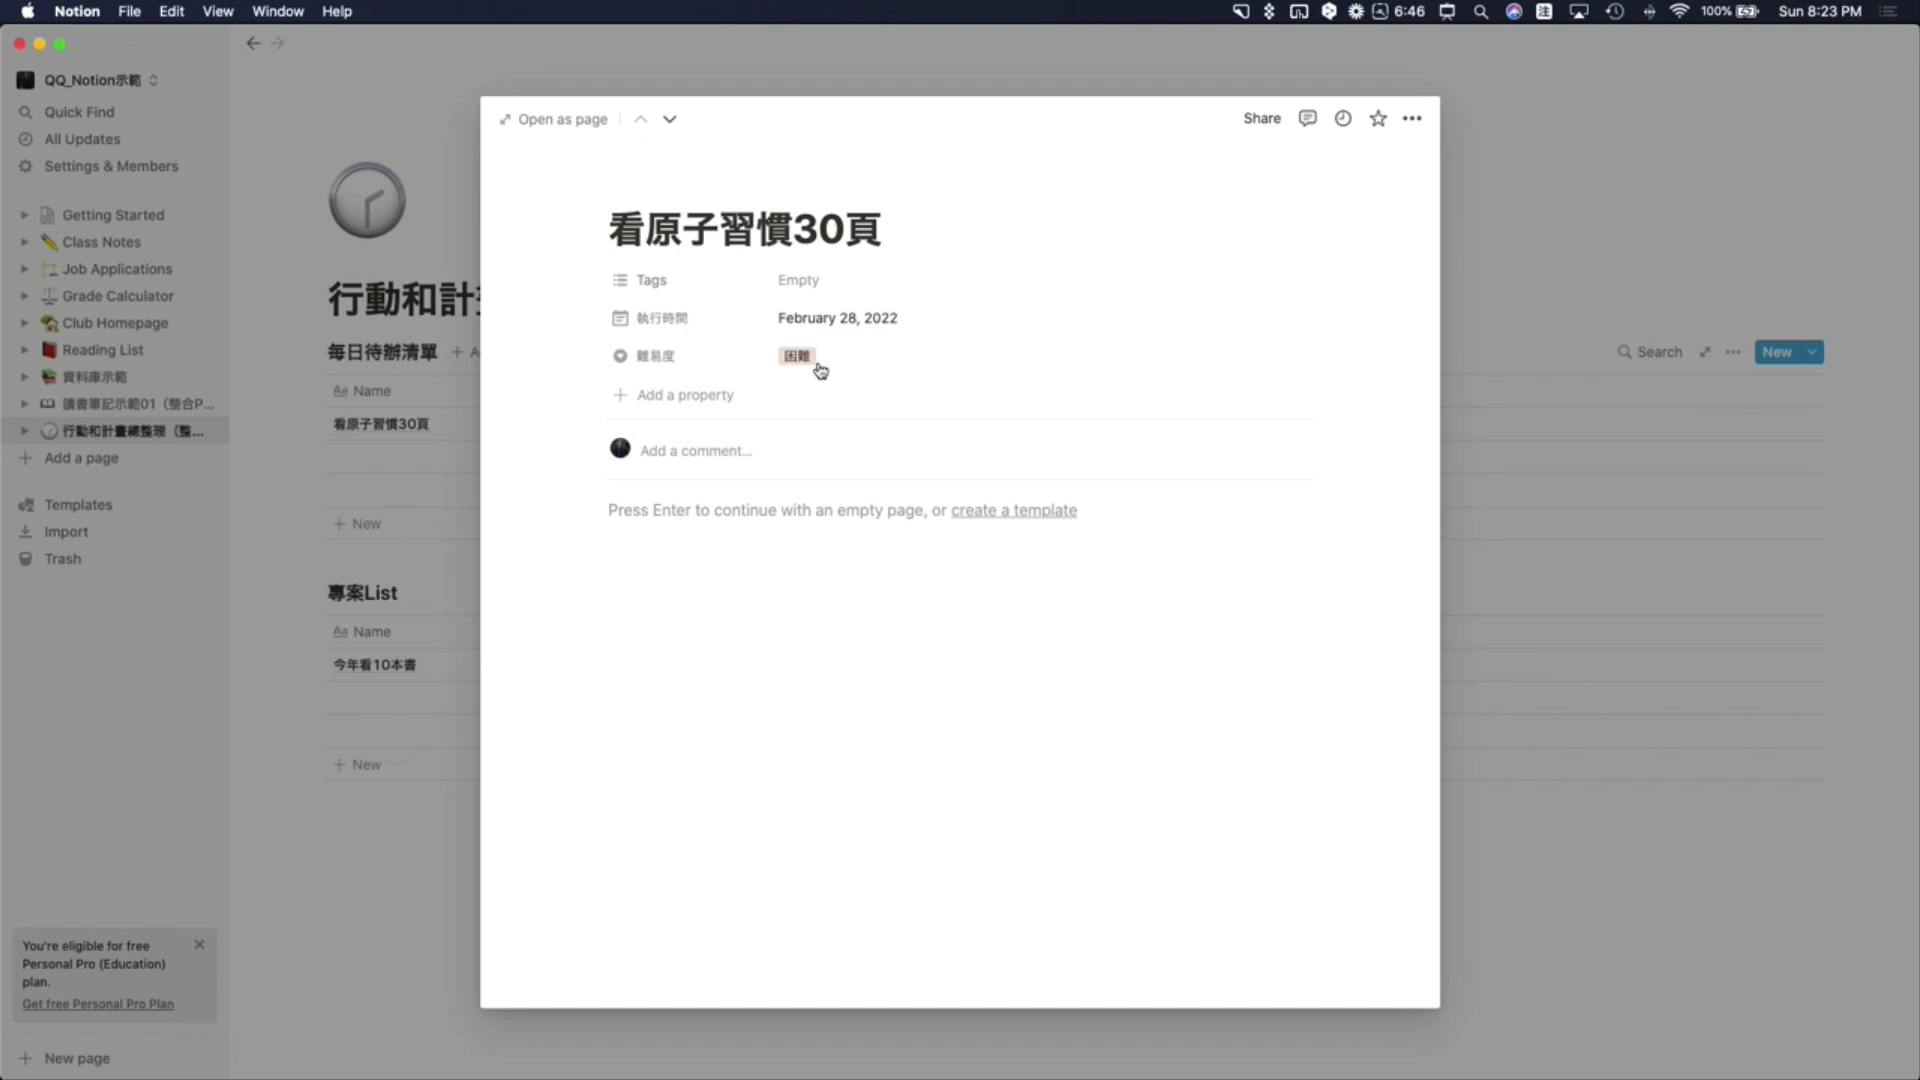 Notion File Edit View Window Help 6:46 100% Sun 8:23 PM
QQ_Notion示範
Quick Find
All Updates
Settings & Members
Getting Started
Class Notes
Job Applications
Grade Calculator
Club Homepage
Reading List
資料庫示範
讀書筆記示範01（整合P...
行動和計畫總整理（整...
Add a page
Templates
Import
Trash
You're eligible for free
Personal Pro (Education)
plan.
Get free Personal Pro Plan
New page
行動和計
每日待辦清單
Aa Name
看原子習慣30頁
New
專案List
Aa Name
今年看10本書
New
Search New
Open as page Share
看原子習慣30頁
Tags Empty
執行時間 February 28, 2022
難易度 困難
Add a property
Add a comment...
Press Enter to continue with an empty page, or create a template